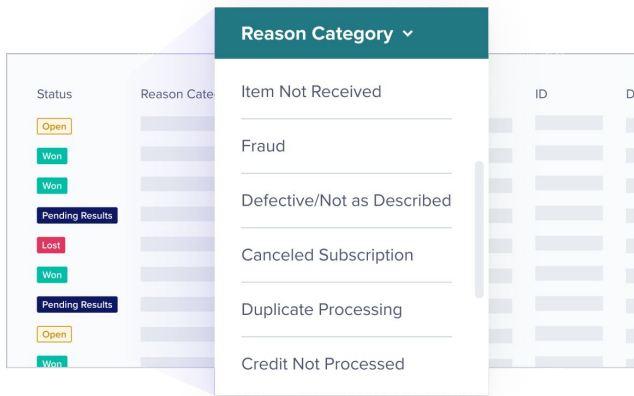 Reason Category
Item Not Received
Fraud
Defective/Not as Described
Canceled Subscription
Duplicate Processing
Credit Not Processed
Status
Reason Cate
ID
D
Open
Won
Won
Pending Results
Lost
Won
Pending Results
Open
Won